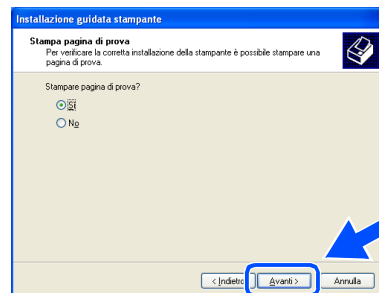 Installazione guidata stampante
Stampa pagina di prova
Per verificare la corretta installazione della stampante è possibile stampare una
pagina di prova.
Stampare pagina di prova?
Sì
No
< Indietro
Avanti >
Annulla